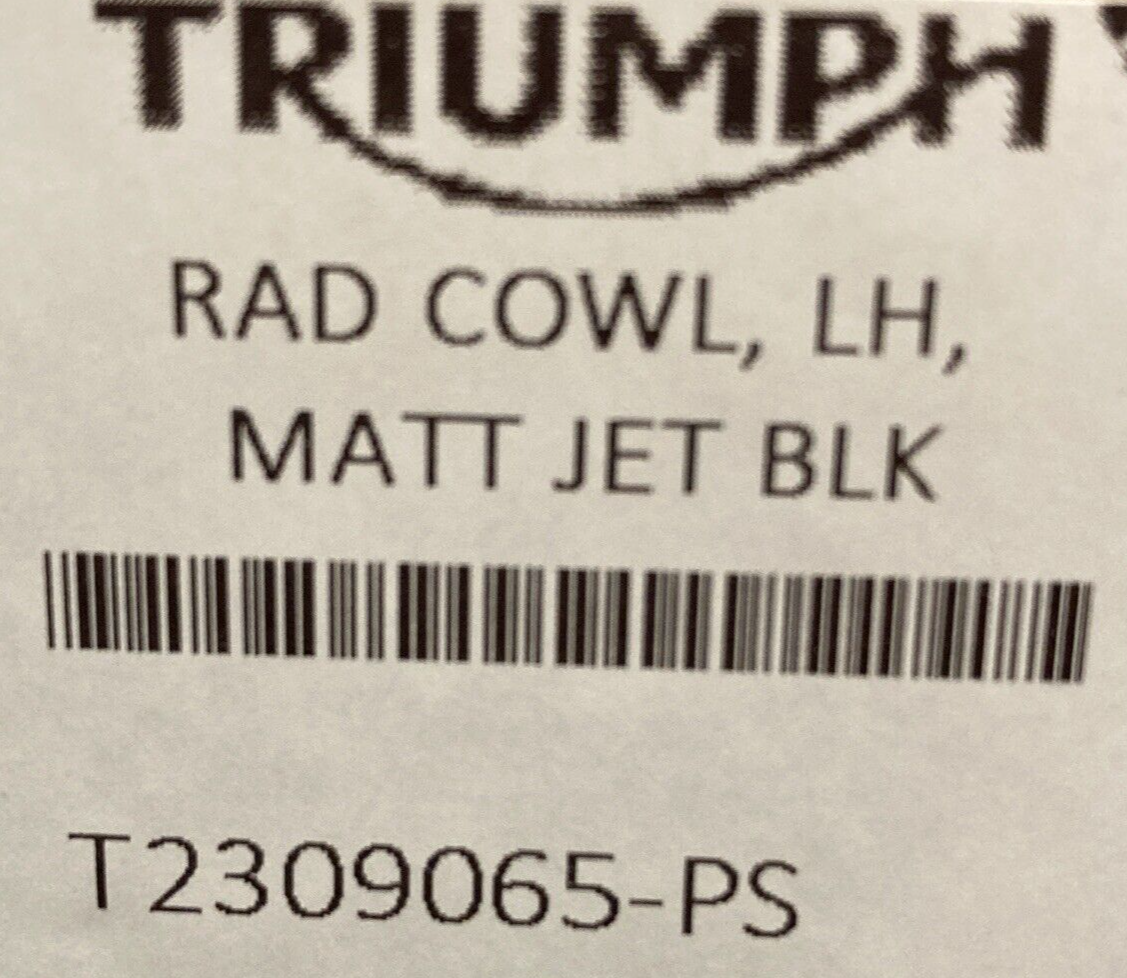 TRIUMPH
RAD COWL, LH,
MATT JET BLK
T2309065-PS